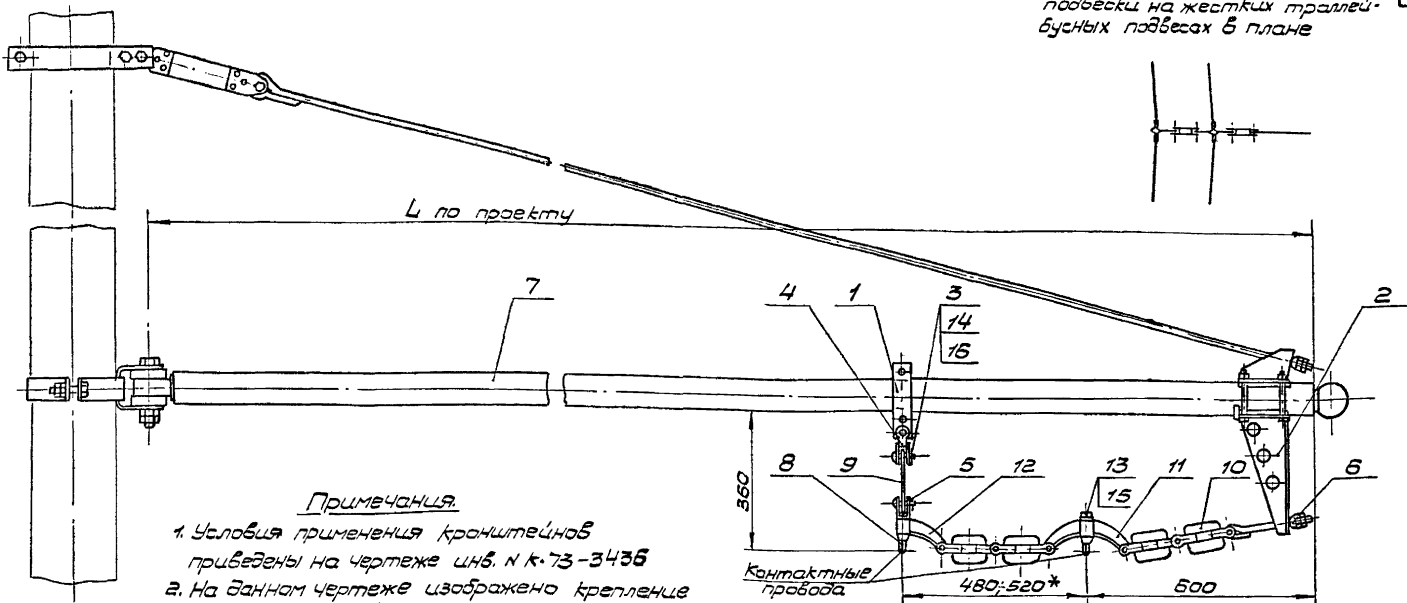 подвески на жестких троллей-
бусных подвесах в плане
L по проекту
7
4
1
3
14
16
2
8
9
5
12
13
15
11
10
6
360
Контактные
провода
480÷520*
600
Примечания.
1. Условия применения кронштейнов
приведены на чертеже инв. N К-73-3436
2. На данном чертеже изображено крепление